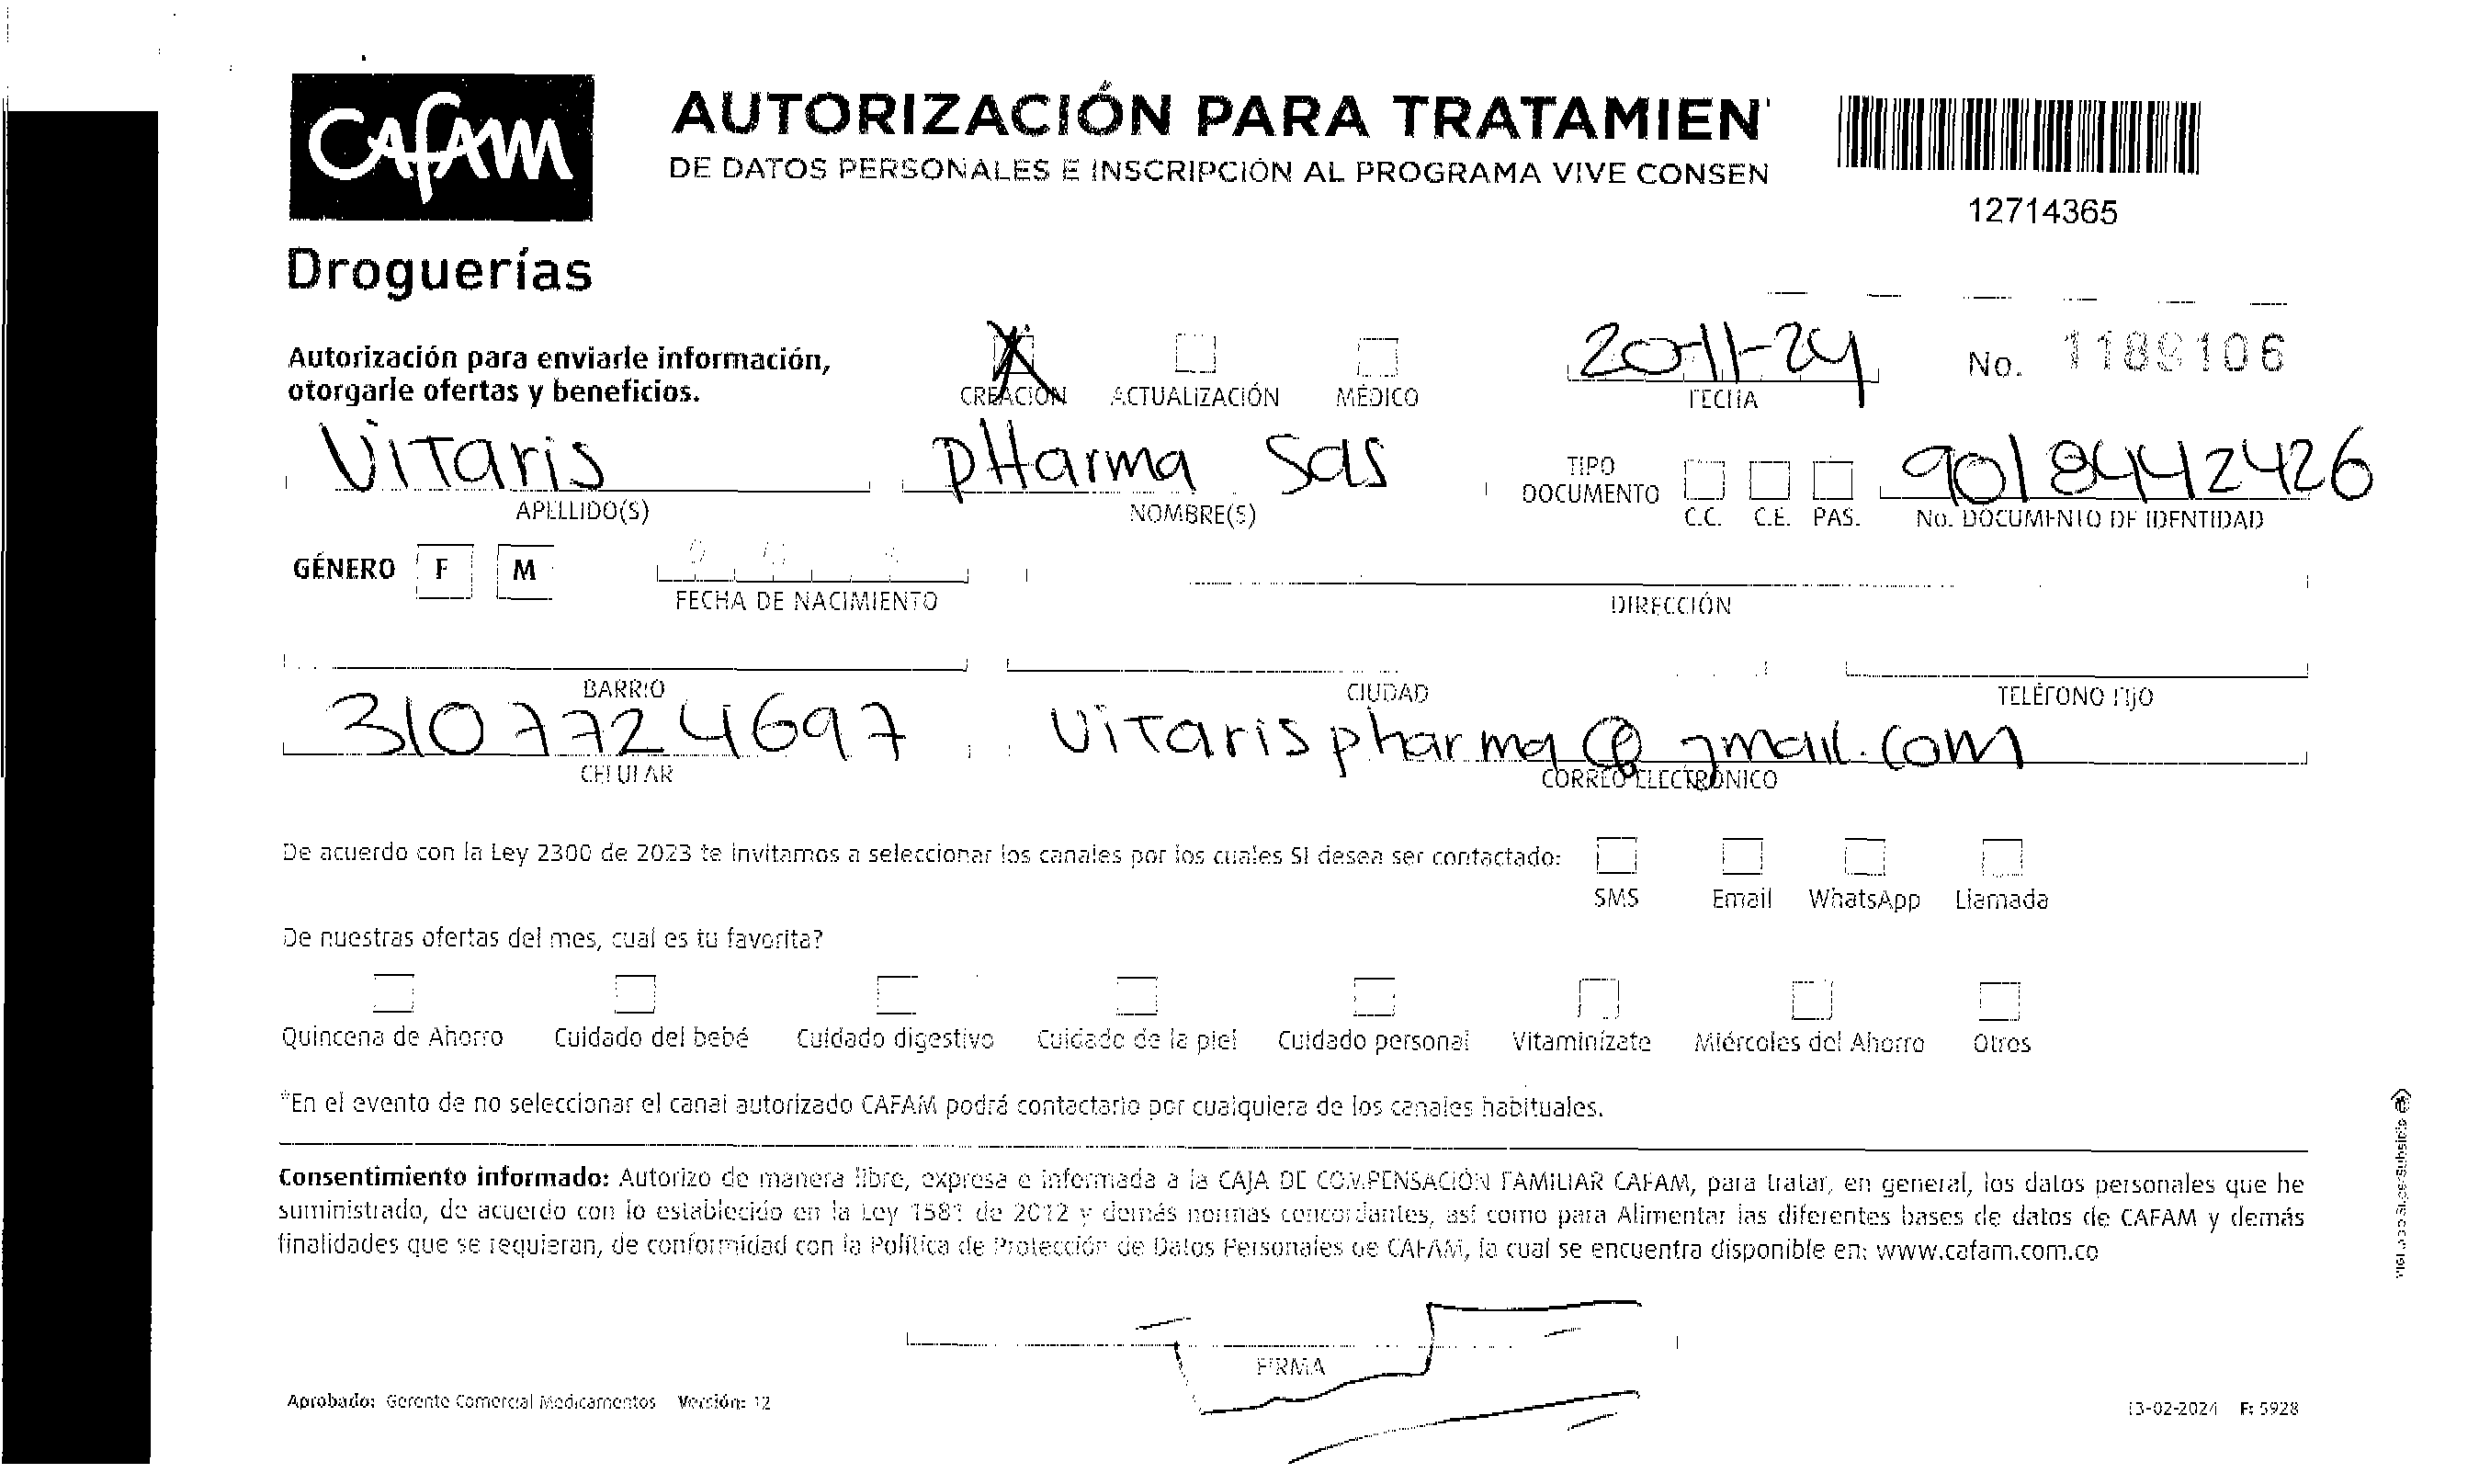 CAFAM
Droguerías
AUTORIZACIÓN PARA TRATAMIEN
DE DATOS PERSONALES E INSCRIPCIÓN AL PROGRAMA VIVE CONSEN
12714365
Autorización para enviarle información,
otorgarle ofertas y beneficios.
CREACIÓN ACTUALIZACIÓN MÉDICO
20-11-24
FECHA
No. 1189106
Vitaris pHarma Sas
APELLIDO(S) NOMBRE(S)
TIPO
DOCUMENTO
C.C. C.E. PAS.
9018442426
No. DOCUMENTO DE IDENTIDAD
GÉNERO F M
FECHA DE NACIMIENTO
DIRECCIÓN
BARRIO CIUDAD TELÉFONO FIJO
3107724697 Vitarispharma@gmail.com
CELULAR CORREO ELECTRÓNICO
De acuerdo con la Ley 2300 de 2023 te invitamos a seleccionar los canales por los cuales SI desea ser contactado:
SMS Email WhatsApp Llamada
De nuestras ofertas del mes, cual es tu favorita?
Quincena de Ahorro Cuidado del bebé Cuidado digestivo Cuidado de la piel Cuidado personal Vitaminízate Miércoles del Ahorro Otros
*En el evento de no seleccionar el canal autorizado CAFAM podrá contactarlo por cualquiera de los canales habituales.
Consentimiento informado: Autorizo de manera libre, expresa e informada a la CAJA DE COMPENSACIÓN FAMILIAR CAFAM, para tratar, en general, los datos personales que he
suministrado, de acuerdo con lo establecido en la Ley 1581 de 2012 y demás normas concordantes, así como para Alimentar las diferentes bases de datos de CAFAM y demás
finalidades que se requieran, de conformidad con la Política de Protección de Datos Personales de CAFAM, la cual se encuentra disponible en: www.cafam.com.co
FIRMA
Aprobado: Gerente Comercial Medicamentos Versión: 12
13-02-2024 F: 5928